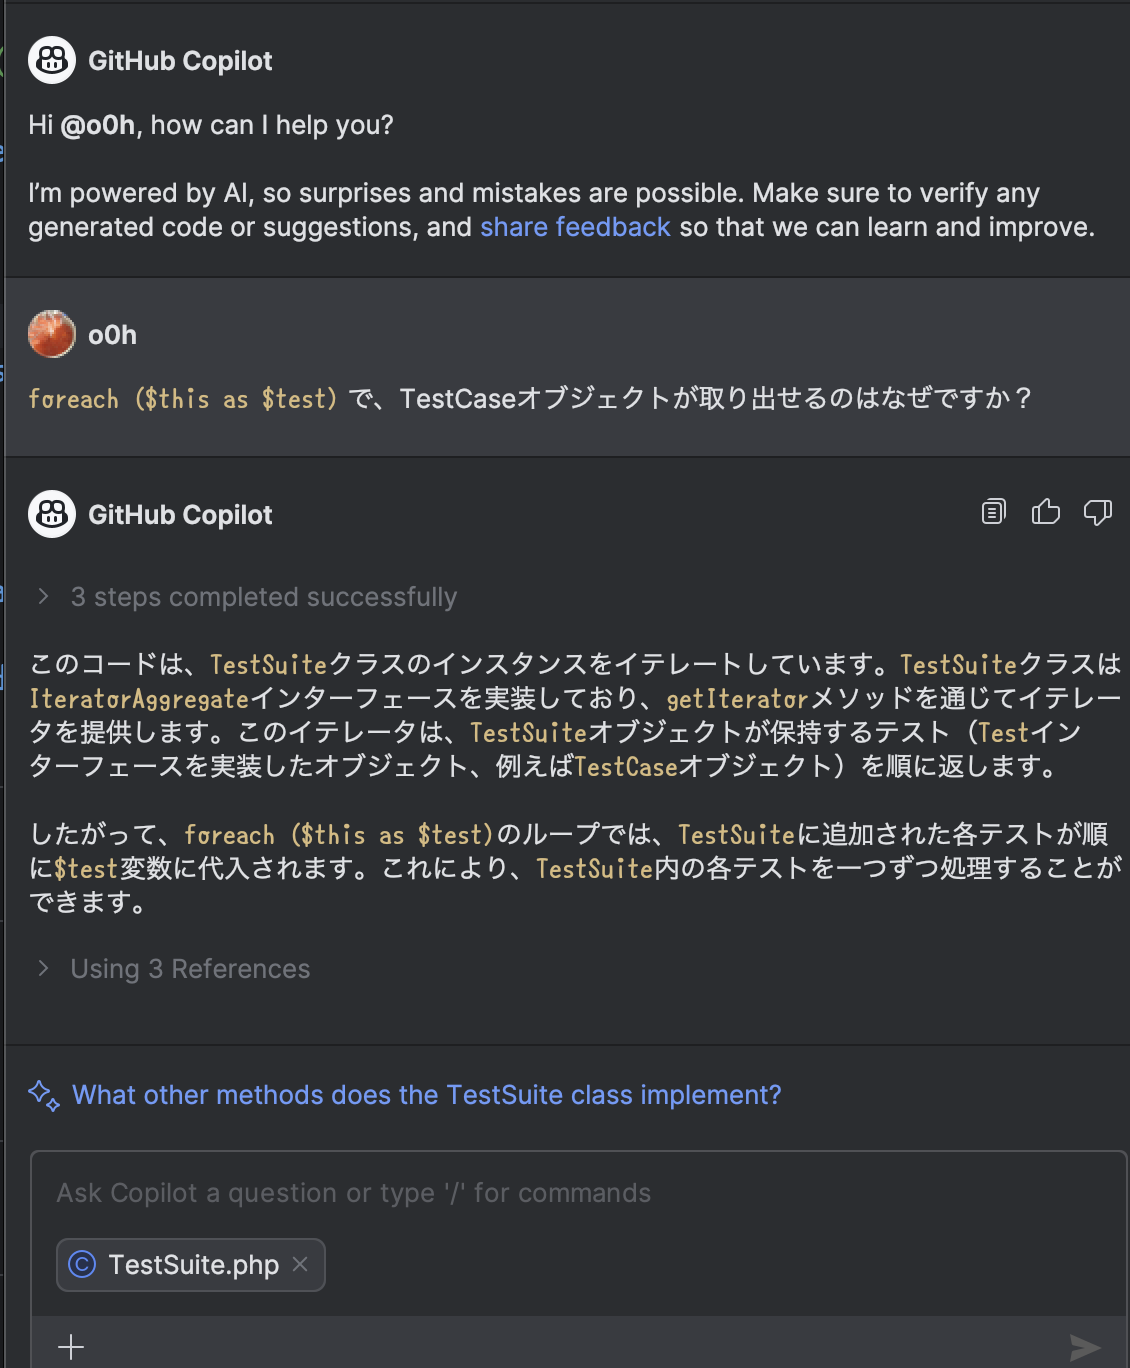 GitHub Copilot
Hi @o0h, how can I help you?
I'm powered by AI, so surprises and mistakes are possible. Make sure to verify any
generated code or suggestions, and share feedback so that we can learn and improve.
o0h
foreach ($this as $test) で、TestCaseオブジェクトが取り出せるのはなぜですか？
GitHub Copilot
3 steps completed successfully
このコードは、TestSuiteクラスのインスタンスをイテレートしています。TestSuiteクラスは
IteratorAggregateインターフェースを実装しており、getIteratorメソッドを通じてイテレー
タを提供します。このイテレータは、TestSuiteオブジェクトが保持するテスト（Testイン
ターフェースを実装したオブジェクト、例えばTestCaseオブジェクト）を順に返します。
したがって、foreach ($this as $test)のループでは、TestSuiteに追加された各テストが順
に$test変数に代入されます。これにより、TestSuite内の各テストを一つずつ処理することが
できます。
Using 3 References
What other methods does the TestSuite class implement?
Ask Copilot a question or type '/' for commands
TestSuite.php